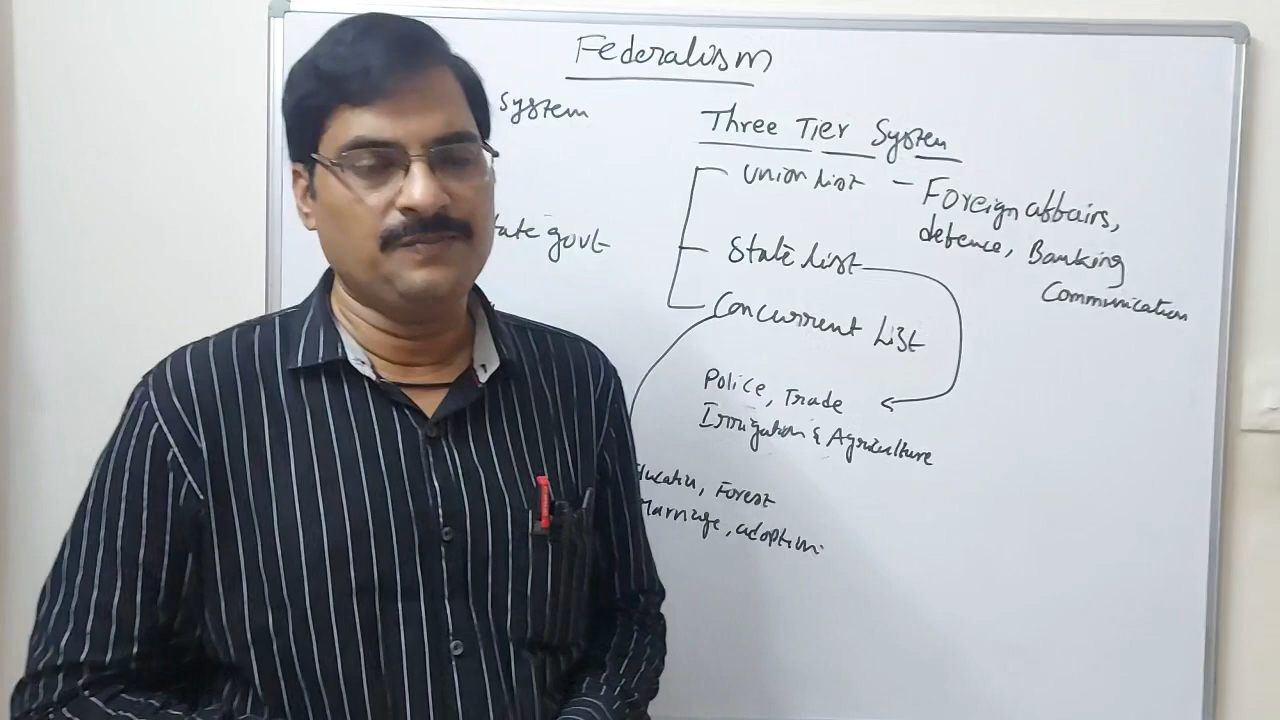 Federalism
system
tate govt
Three Tier System
Union List - Foreign affairs,
defence, Banking
Communication
State List
Concurrent List
Police, Trade
Irrigation & Agriculture
ducation, Forest
Marriage, adoption